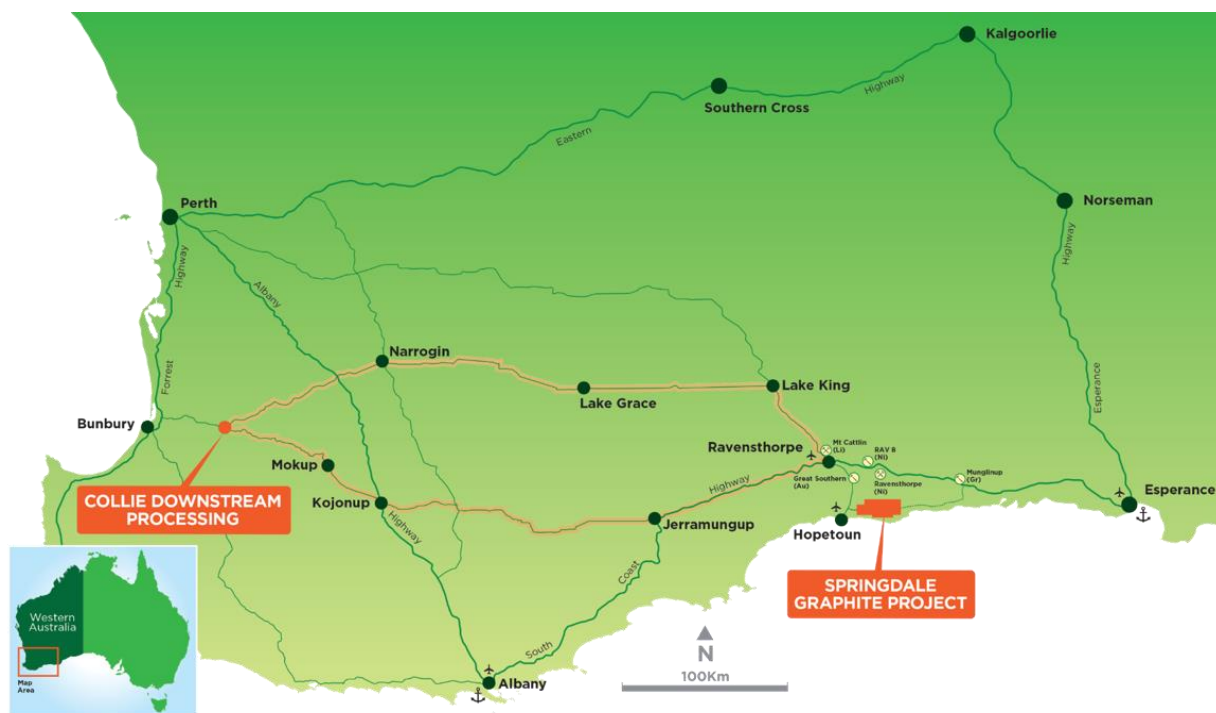 Kalgoorlie
Highway
Southern Cross
Eastern
Perth
Norseman
Highway
Highway
Albany
Forrest
Narrogin
Lake King
Lake Grace
Esperance
Bunbury
Ravensthorpe
Mt Cattlin
(Li)
RAV 8
(Ni)
Mokup
Great Southern
(Au)
Ravensthorpe
(Ni)
Munglinup
(Gr)
Highway
COLLIE DOWNSTREAM
PROCESSING
Kojonup
Highway
Jerramungup
Hopetoun
Esperance
Coast
South
SPRINGDALE
GRAPHITE PROJECT
Western
Australia
Map
Area
N
100Km
Albany